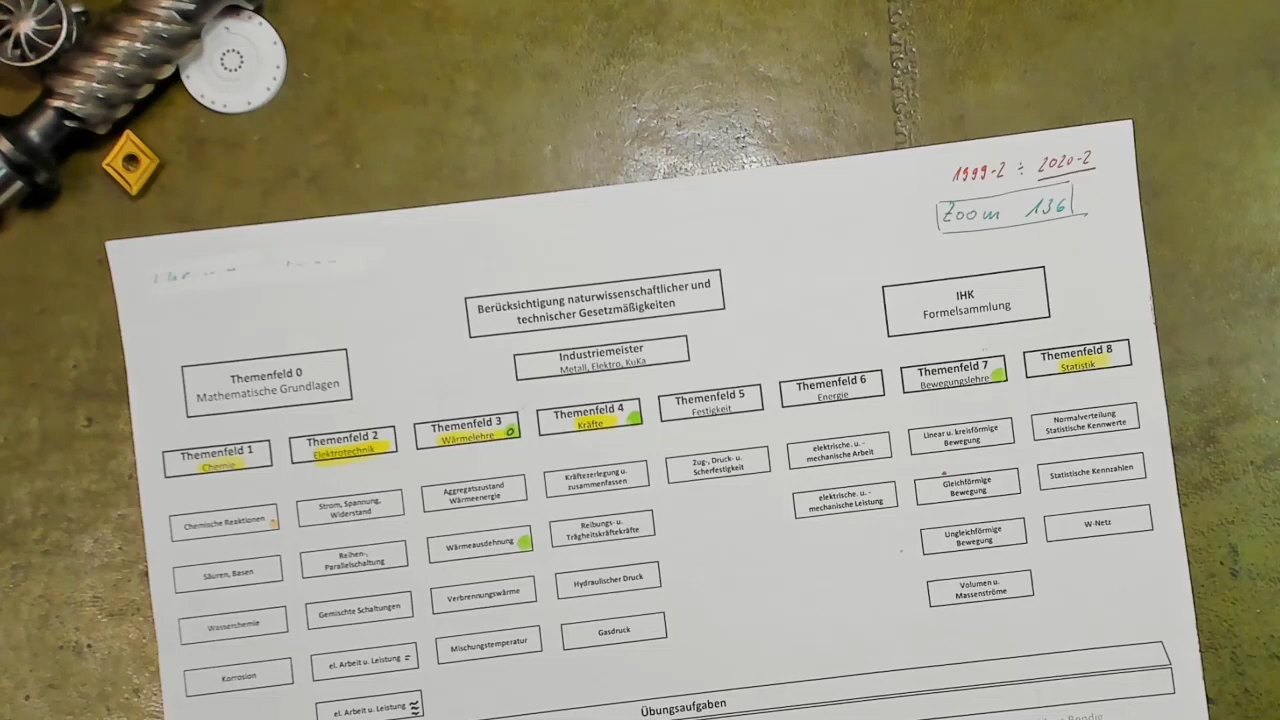 1999-2 ÷ 2020-2
Zoom 136
Berücksichtigung naturwissenschaftlicher und
technischer Gesetzmäßigkeiten
IHK
Formelsammlung
Industriemeister
Metall, Elektro, KuKa
Themenfeld 0
Mathematische Grundlagen
Themenfeld 1
Chemie
Chemische Reaktionen
Säuren, Basen
Wasserchemie
Korrosion
Themenfeld 2
Elektrotechnik
Strom, Spannung,
Widerstand
Reihen-,
Parallelschaltung
Gemischte Schaltungen
el. Arbeit u. Leistung =
el. Arbeit u. Leistung ≈
Themenfeld 3
Wärmelehre
Aggregatszustand
Wärmeenergie
Wärmeausdehnung
Verbrennungswärme
Mischungstemperatur
Themenfeld 4
Kräfte
Kräftezerlegung u.
zusammenfassen
Reibungs- u.
Trägheitskräftekräfte
Hydraulischer Druck
Gasdruck
Themenfeld 5
Festigkeit
Zug-, Druck- u.
Scherfestigkeit
Themenfeld 6
Energie
elektrische. u. -
mechanische Arbeit
elektrische. u. -
mechanische Leistung
Themenfeld 7
Bewegungslehre
Linear u. kreisförmige
Bewegung
Gleichförmige
Bewegung
Ungleichförmige
Bewegung
Volumen u.
Massenströme
Themenfeld 8
Statistik
Normalverteilung
Statistische Kennwerte
Statistische Kennzahlen
W-Netz
Übungsaufgaben